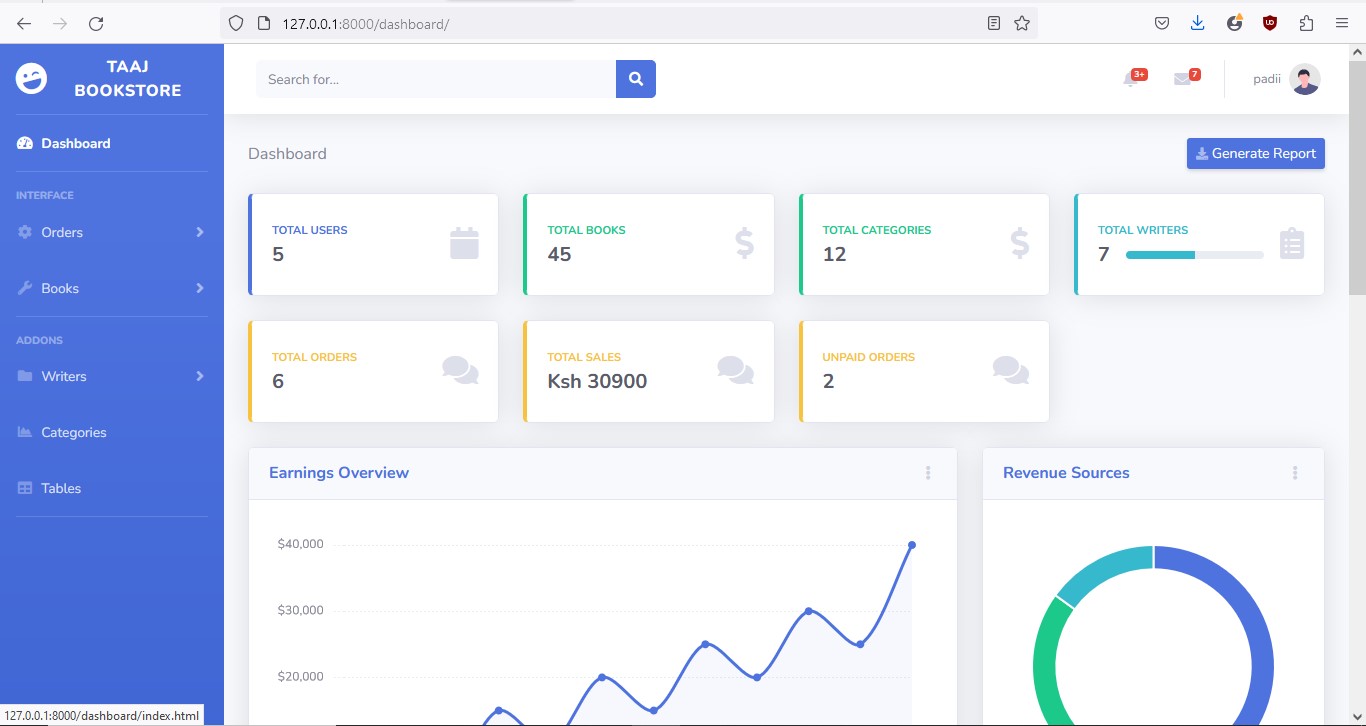 127.0.0.1:8000/dashboard/
TAAJ
BOOKSTORE
Search for...
3+
7
padii
Dashboard
Dashboard
Generate Report
INTERFACE
Orders
Books
ADDONS
Writers
Categories
Tables
TOTAL USERS
5
TOTAL BOOKS
45
TOTAL CATEGORIES
12
TOTAL WRITERS
7
TOTAL ORDERS
6
TOTAL SALES
Ksh 30900
UNPAID ORDERS
2
Earnings Overview
Revenue Sources
$40,000
$30,000
$20,000
127.0.0.1:8000/dashboard/index.html